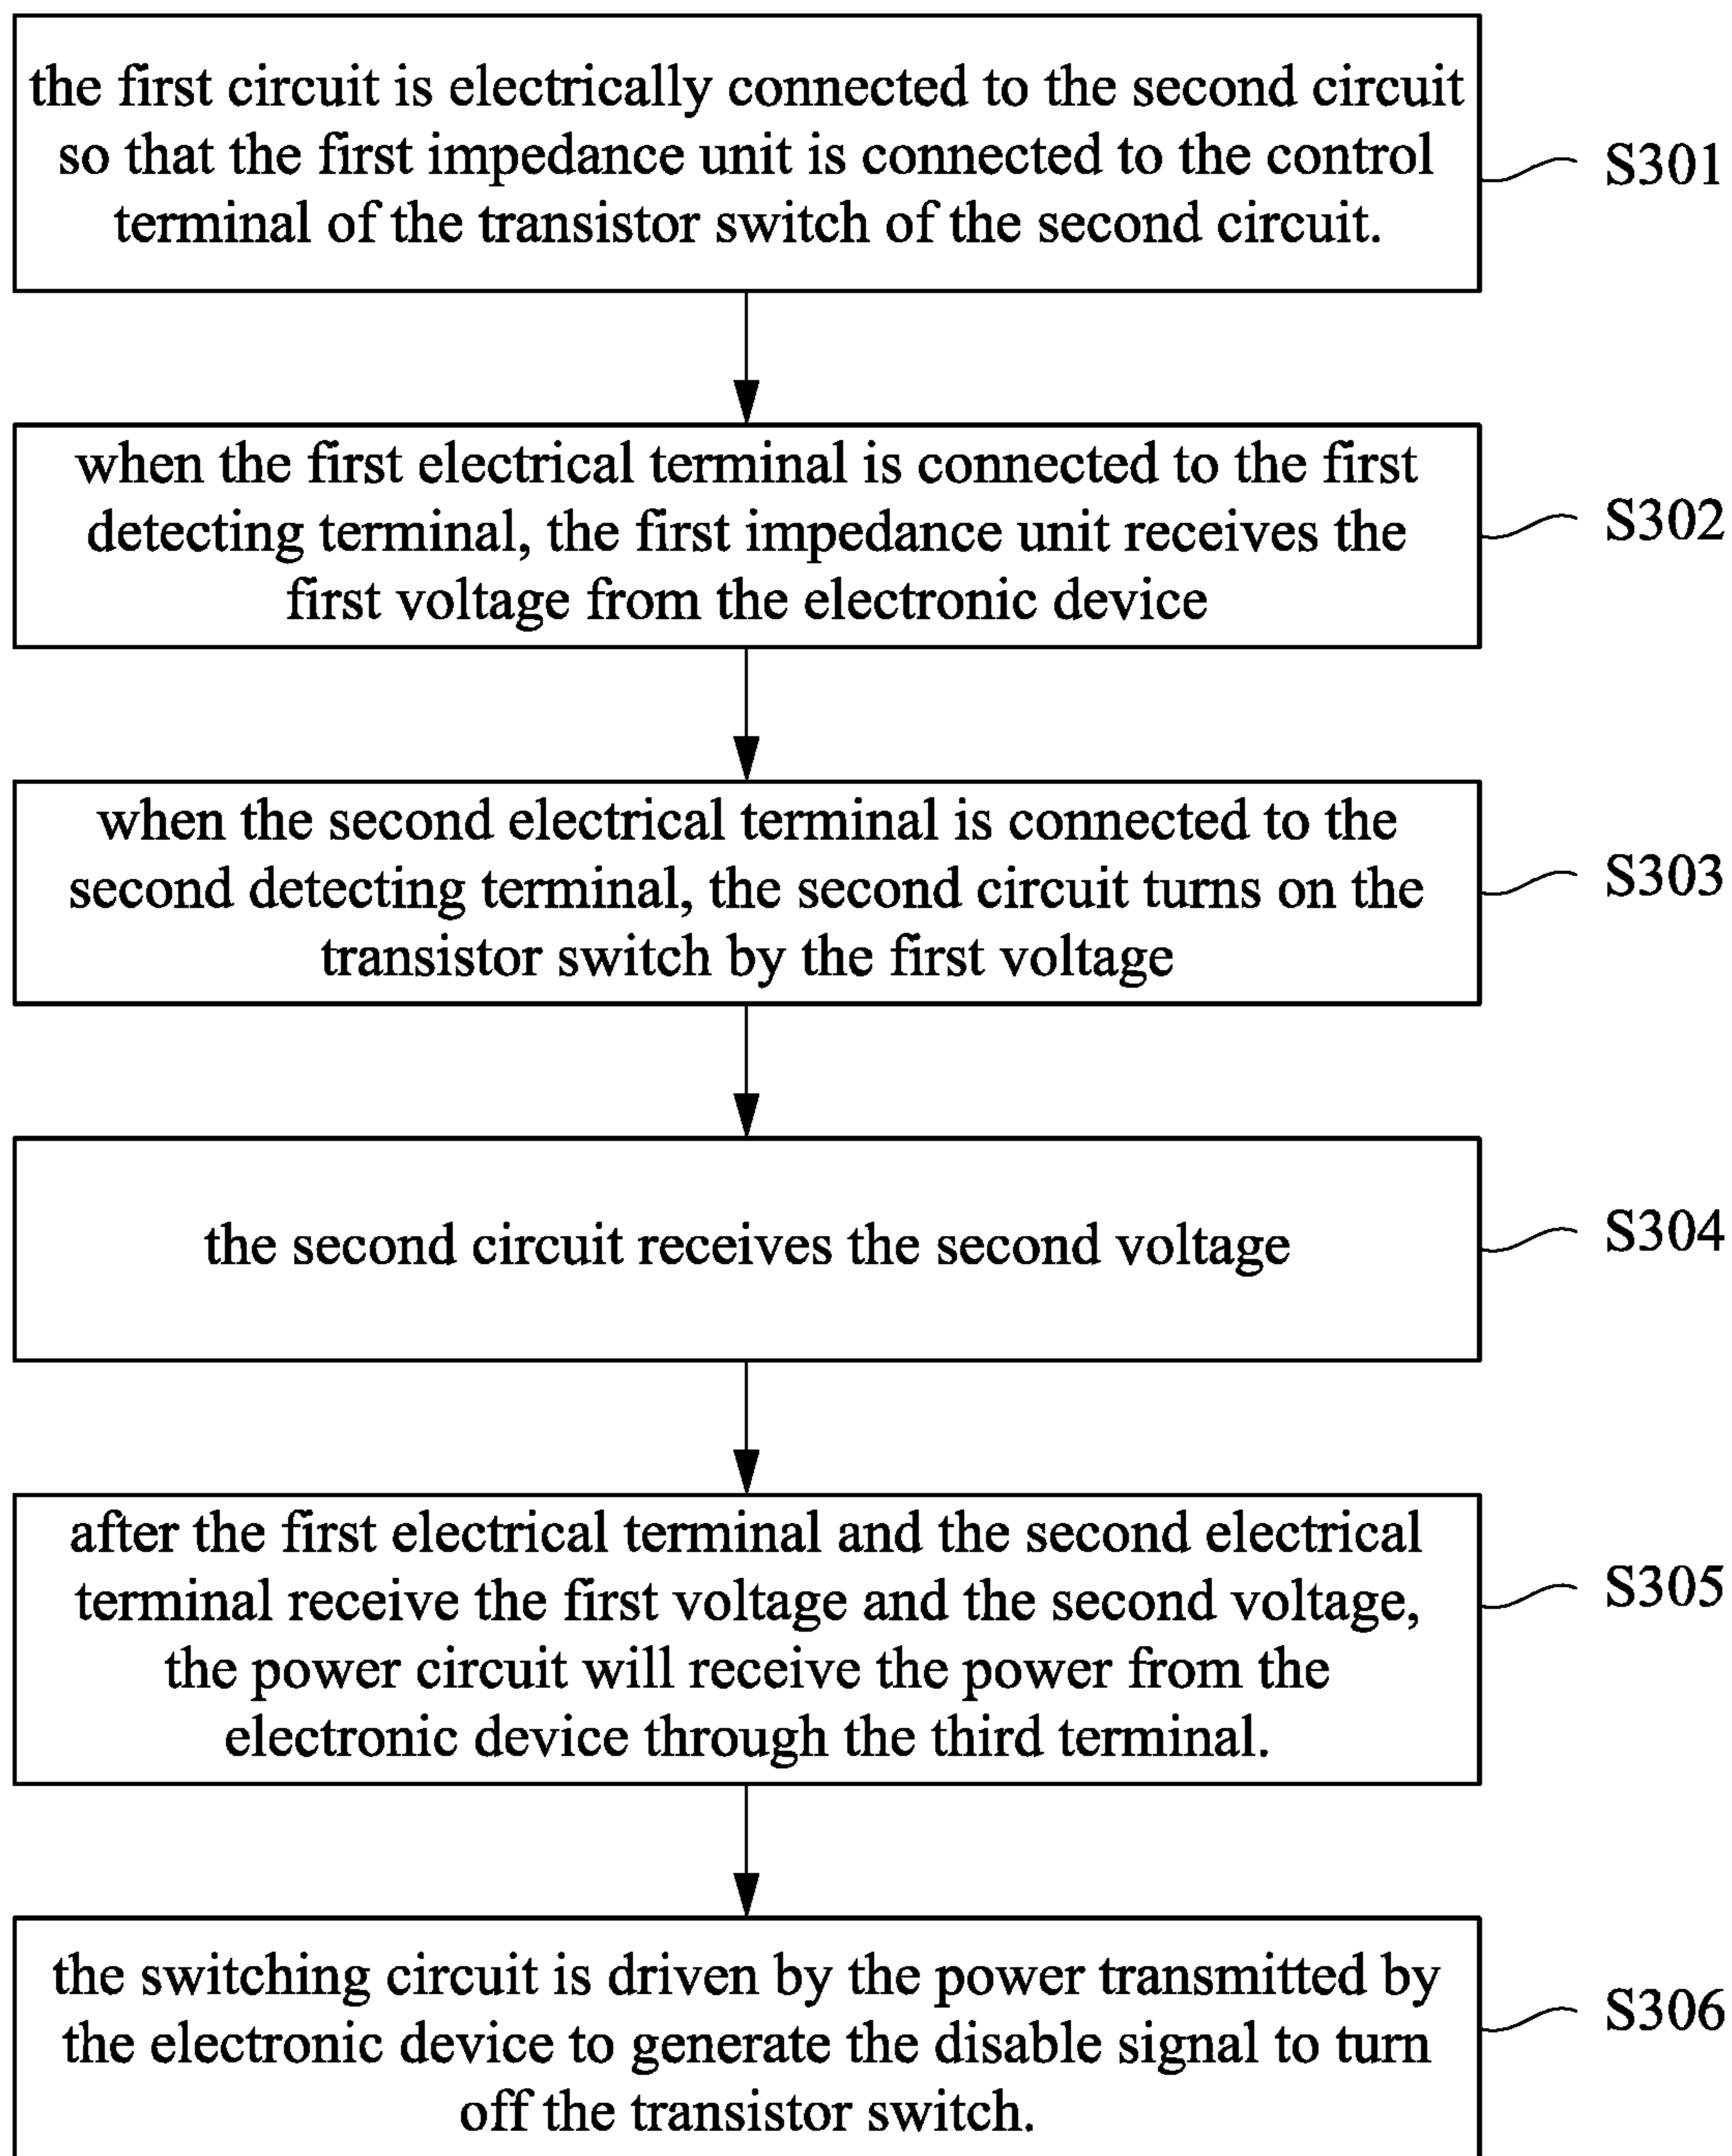 the first circuit is electrically connected to the second circuit
so that the first impedance unit is connected to the control
terminal of the transistor switch of the second circuit.
S301
when the first electrical terminal is connected to the first
detecting terminal, the first impedance unit receives the
first voltage from the electronic device
S302
when the second electrical terminal is connected to the
second detecting terminal, the second circuit turns on the
transistor switch by the first voltage
S303
the second circuit receives the second voltage
S304
after the first electrical terminal and the second electrical
terminal receive the first voltage and the second voltage,
the power circuit will receive the power from the
electronic device through the third terminal.
S305
the switching circuit is driven by the power transmitted by
the electronic device to generate the disable signal to turn
off the transistor switch.
S306